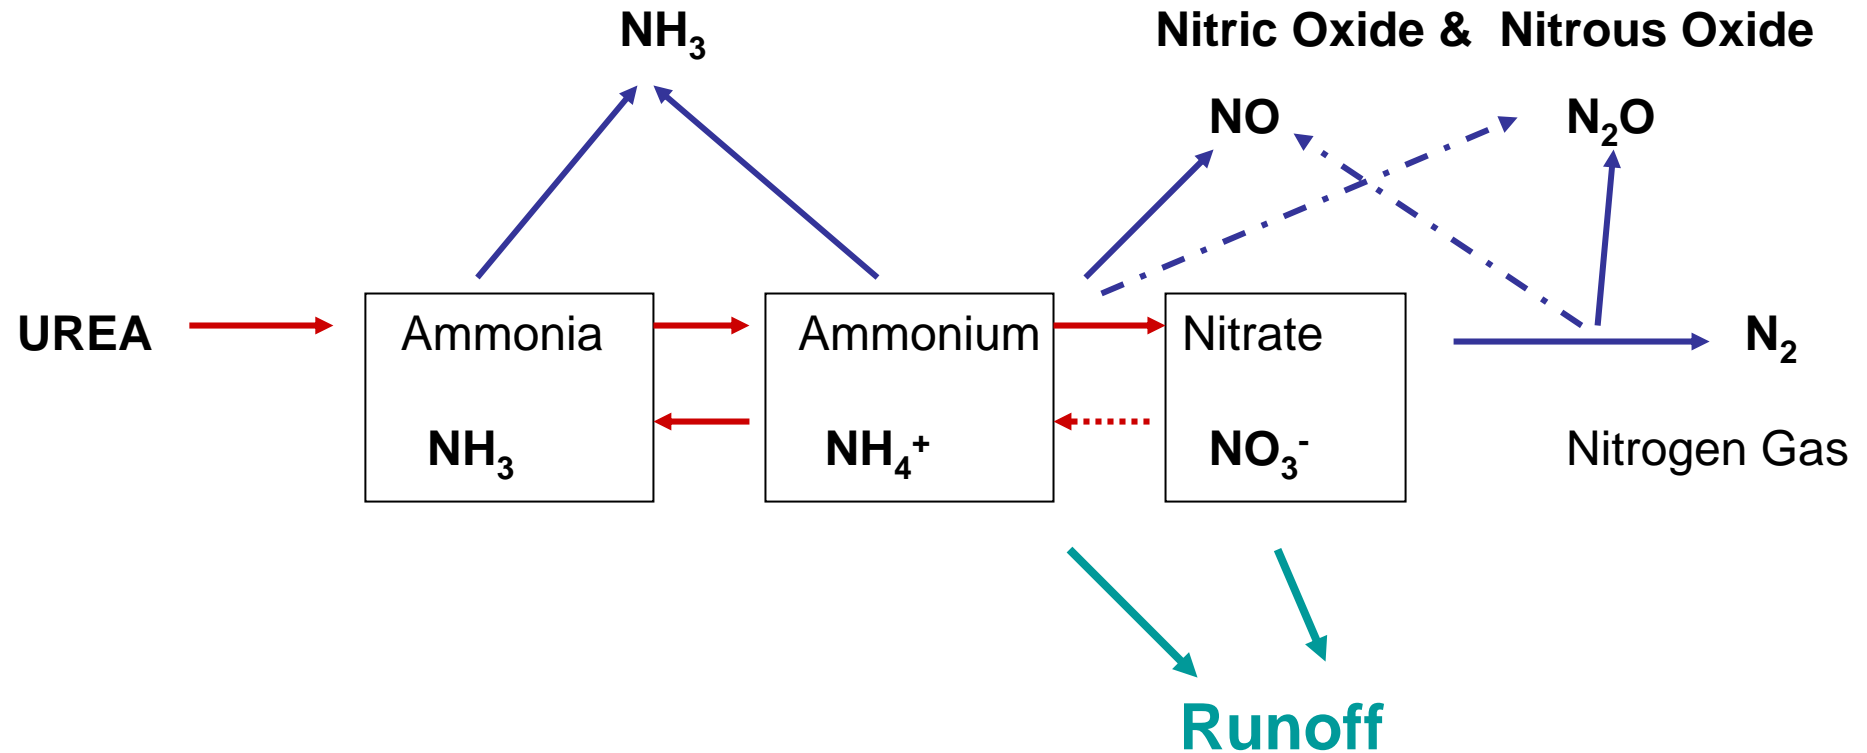 NH₃
Nitric Oxide & Nitrous Oxide
NO
N₂O
UREA
Ammonia
NH₃
Ammonium
NH₄⁺
Nitrate
NO₃⁻
N₂
Nitrogen Gas
Runoff